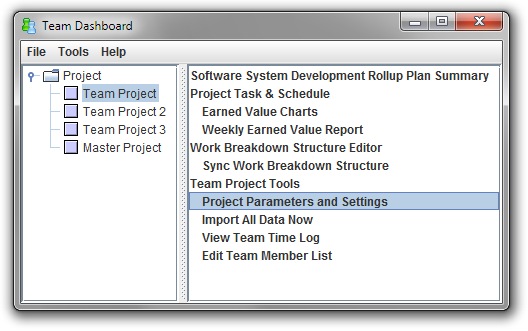 Team Dashboard
File Tools Help
Project
Team Project
Team Project 2
Team Project 3
Master Project
Software System Development Rollup Plan Summary
Project Task & Schedule
Earned Value Charts
Weekly Earned Value Report
Work Breakdown Structure Editor
Sync Work Breakdown Structure
Team Project Tools
Project Parameters and Settings
Import All Data Now
View Team Time Log
Edit Team Member List